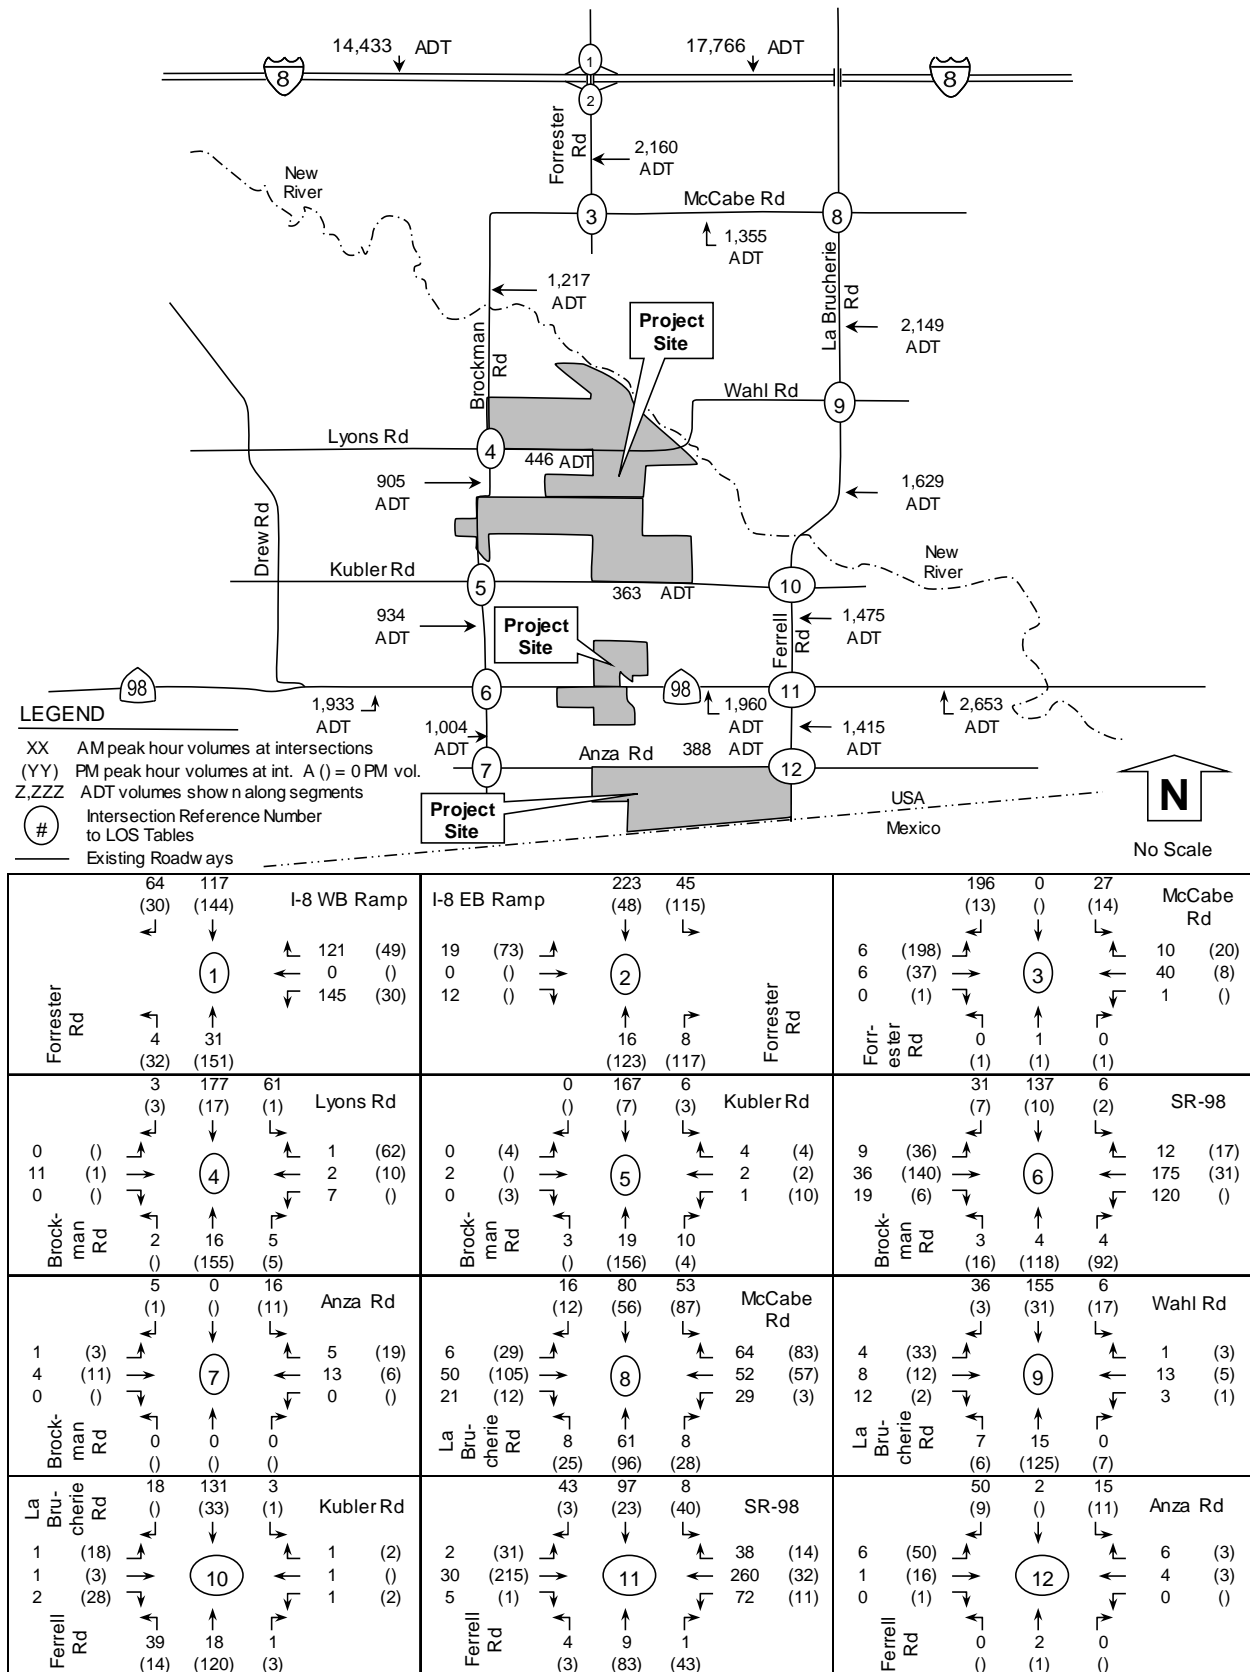 14,433 ADT
17,766 ADT
8
8
1
2
Forrester
Rd
2,160
ADT
New
River
McCabe Rd
3
8
1,355
ADT
1,217
ADT
La Brucherie
Rd
Project
Site
2,149
ADT
Brockman
Rd
Wahl Rd
9
Lyons Rd
4
446 ADT
905
ADT
1,629
ADT
Drew Rd
New
River
Kubler Rd
5
363 ADT
10
934
ADT
Project
Site
Ferrell
Rd
1,475
ADT
98
6
98
11
1,933
ADT
1,960
ADT
2,653
ADT
LEGEND
1,004
ADT
388 ADT
1,415
ADT
XX AM peak hour volumes at intersections
(YY) PM peak hour volumes at int. A () = 0 PM vol.
Z,ZZZ ADT volumes shown along segments
# Intersection Reference Number
to LOS Tables
Existing Roadways
7
Anza Rd
12
Project
Site
USA
Mexico
N
No Scale
64 117
(30) (144)
I-8 WB Ramp
121 (49)
1
0 ()
145 (30)
Forrester
Rd
4 31
(32) (151)
I-8 EB Ramp
223 45
(48) (115)
19 (73)
0 ()
2
12 ()
16 8
(123) (117)
Forrester
Rd
196 0 27
(13) () (14)
McCabe
Rd
6 (198) 10 (20)
6 (37) 3 40 (8)
0 (1) 1 ()
Forr-
ester
Rd
0 1 0
(1) (1) (1)
3 177 61
(3) (17) (1)
Lyons Rd
0 () 1 (62)
11 (1) 4 2 (10)
0 () 7 ()
Brock-
man
Rd
2 16 5
() (155) (5)
0 167 6
() (7) (3)
Kubler Rd
0 (4) 4 (4)
2 () 5 2 (2)
0 (3) 1 (10)
Brock-
man
Rd
3 19 10
() (156) (4)
31 137 6
(7) (10) (2)
SR-98
9 (36) 12 (17)
36 (140) 6 175 (31)
19 (6) 120 ()
Brock-
man
Rd
3 4 4
(16) (118) (92)
5 0 16
(1) () (11)
Anza Rd
1 (3) 5 (19)
4 (11) 7 13 (6)
0 () 0 ()
Brock-
man
Rd
0 0 0
() () ()
16 80 53
(12) (56) (87)
McCabe
Rd
6 (29) 64 (83)
50 (105) 8 52 (57)
21 (12) 29 (3)
La
Bru-
cherie
Rd
8 61 8
(25) (96) (28)
36 155 6
(3) (31) (17)
Wahl Rd
4 (33) 1 (3)
8 (12) 9 13 (5)
12 (2) 3 (1)
La
Bru-
cherie
Rd
7 15 0
(6) (125) (7)
La
Bru-
cherie
Rd
18 131 3
() (33) (1)
Kubler Rd
1 (18) 1 (2)
1 (3) 10 1 ()
2 (28) 1 (2)
Ferrell
Rd
39 18 1
(14) (120) (3)
43 97 8
(3) (23) (40)
SR-98
2 (31) 38 (14)
30 (215) 11 260 (32)
5 (1) 72 (11)
Ferrell
Rd
4 9 1
(3) (83) (43)
50 2 15
(9) () (11)
Anza Rd
6 (50) 6 (3)
1 (16) 12 4 (3)
0 (1) 0 ()
Ferrell
Rd
0 2 0
() (1) ()